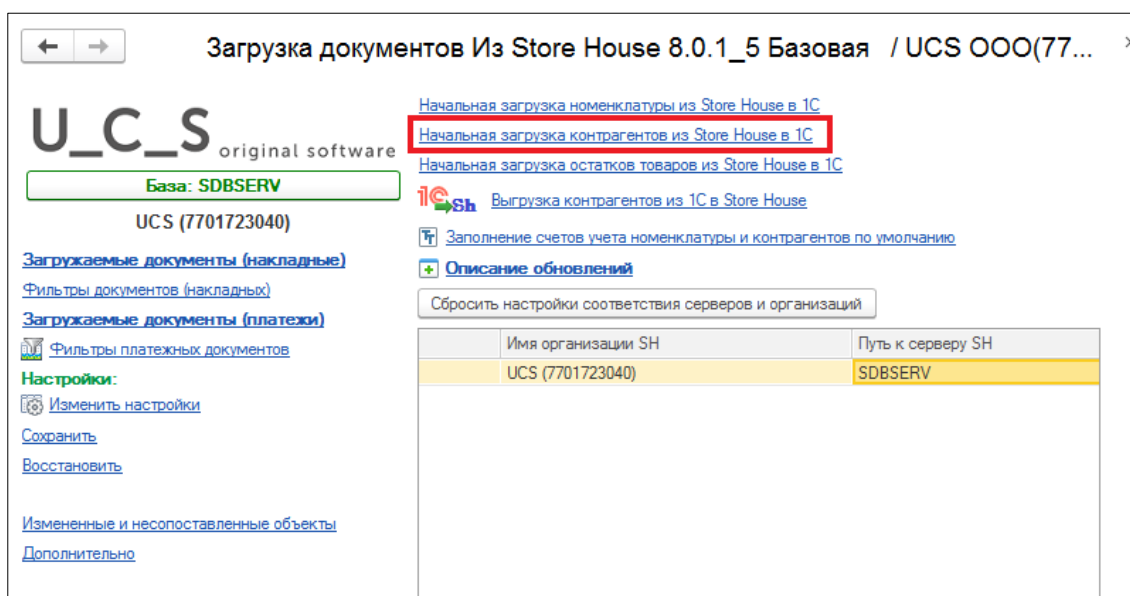 Загрузка документов Из Store House 8.0.1_5 Базовая / UCS ООО(77...
U_C_S original software
База: SDBSERV
UCS (7701723040)
Загружаемые документы (накладные)
Фильтры документов (накладных)
Загружаемые документы (платежи)
Фильтры платежных документов
Настройки:
Изменить настройки
Сохранить
Восстановить
Измененные и несопоставленные объекты
Дополнительно
Начальная загрузка номенклатуры из Store House в 1С
Начальная загрузка контрагентов из Store House в 1С
Начальная загрузка остатков товаров из Store House в 1С
1С Sh Выгрузка контрагентов из 1С в Store House
Заполнение счетов учета номенклатуры и контрагентов по умолчанию
Описание обновлений
Сбросить настройки соответствия серверов и организаций
Имя организации SH Путь к серверу SH
UCS (7701723040) SDBSERV